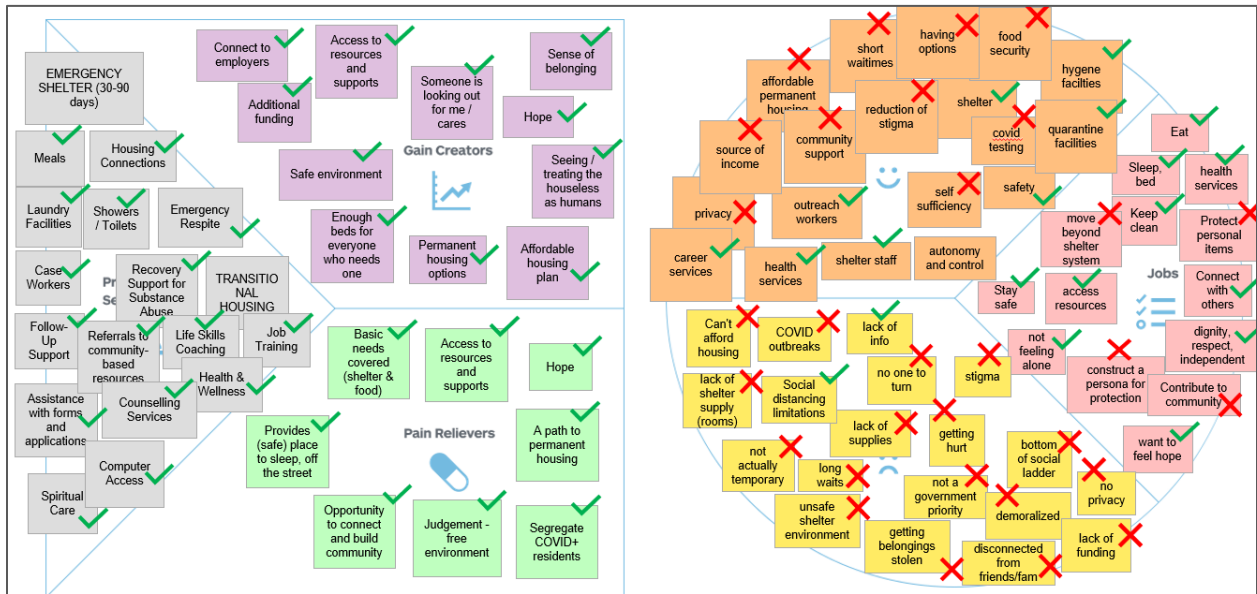 EMERGENCY
SHELTER (30-90
days)
Meals
Housing
Connections
Laundry
Facilities
Showers
/ Toilets
Emergency
Respite
Case
Workers
Recovery
Support for
Substance
Abuse
TRANSITIO
NAL
HOUSING
Follow-
Up
Support
Referrals to
community-
based
resources
Life Skills
Coaching
Job
Training
Health &
Wellness
Assistance
with forms
and
applications
Counselling
Services
Computer
Access
Spiritual
Care
Connect to
employers
Access to
resources
and
supports
Additional
funding
Someone is
looking out
for me /
cares
Sense of
belonging
Hope
Gain Creators
Safe environment
Seeing /
treating the
houseless
as humans
Enough
beds for
everyone
who needs
one
Permanent
housing
options
Affordable
housing
plan
Basic
needs
covered
(shelter &
food)
Access to
resources
and
supports
Hope
Provides
(safe) place
to sleep, off
the street
Pain Relievers
A path to
permanent
housing
Opportunity
to connect
and build
community
Judgement -
free
environment
Segregate
COVID+
residents
short
waitimes
having
options
food
security
affordable
permanent
housing
hygene
facilties
reduction of
stigma
shelter
source of
income
community
support
covid
testing
quarantine
facilities
privacy
outreach
workers
self
sufficiency
safety
career
services
health
services
shelter staff
autonomy
and control
Eat
Sleep,
bed
health
services
move
beyond
shelter
system
Keep
clean
Protect
personal
items
Stay
safe
access
resources
Jobs
Connect
with
others
not
feeling
alone
dignity,
respect,
independent
construct a
persona for
protection
Contribute to
community
want to
feel hope
Can't
afford
housing
COVID
outbreaks
lack of
info
no one to
turn
stigma
lack of
shelter
supply
(rooms)
Social
distancing
limitations
lack of
supplies
getting
hurt
not
actually
temporary
long
waits
bottom
of social
ladder
no
privacy
unsafe
shelter
environment
not a
government
priority
demoralized
getting
belongings
stolen
disconnected
from
friends/fam
lack of
funding